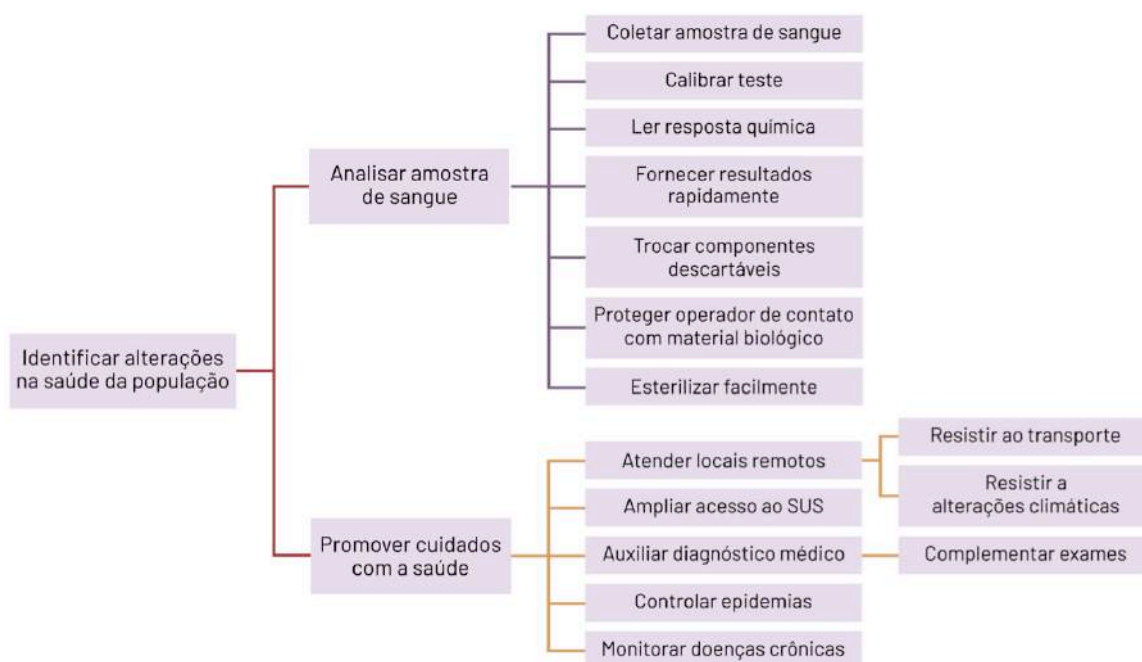 Identificar alterações
na saúde da população
Analisar amostra
de sangue
Coletar amostra de sangue
Calibrar teste
Ler resposta química
Fornecer resultados
rapidamente
Trocar componentes
descartáveis
Proteger operador de contato
com material biológico
Esterilizar facilmente
Promover cuidados
com a saúde
Atender locais remotos
Resistir ao transporte
Resistir a
alterações climáticas
Ampliar acesso ao SUS
Auxiliar diagnóstico médico
Complementar exames
Controlar epidemias
Monitorar doenças crônicas